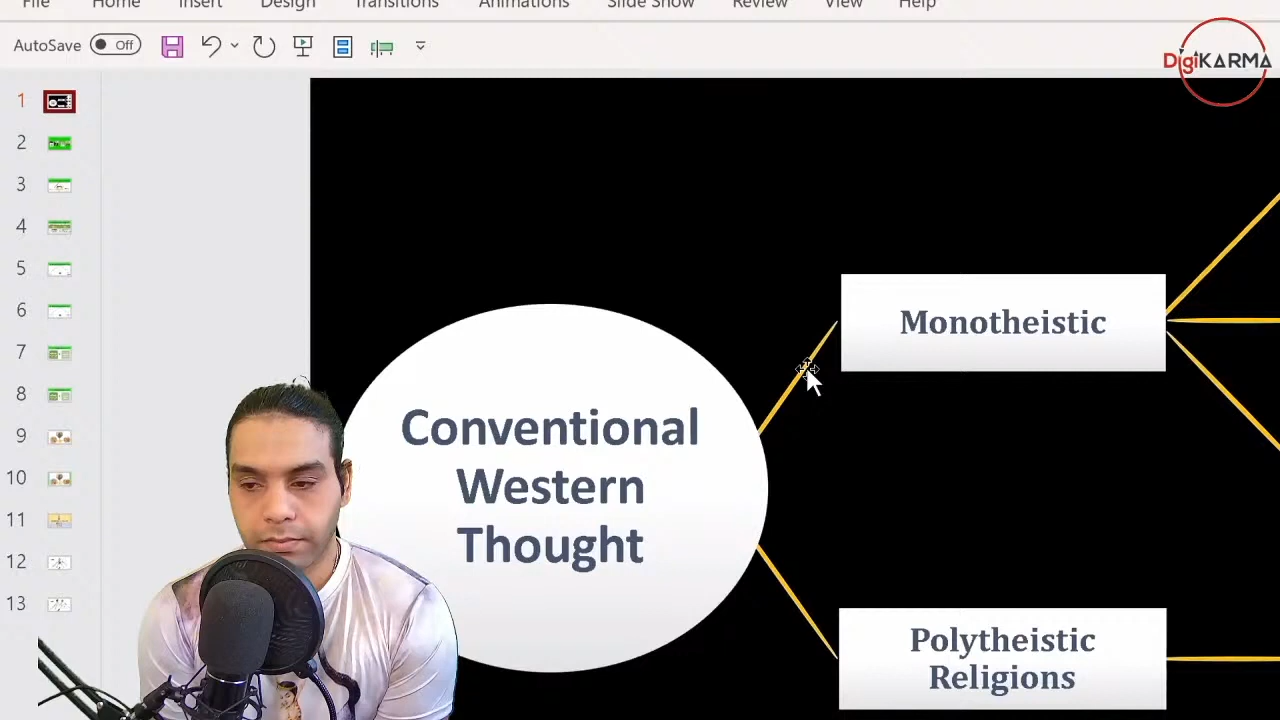 File Home Insert Design Transitions Animations Slide Show Review View Help
AutoSave Off
DigiKARMA
1
2
3
4
5
6
7
8
9
10
11
12
13
Monotheistic
Conventional
Western
Thought
Polytheistic
Religions